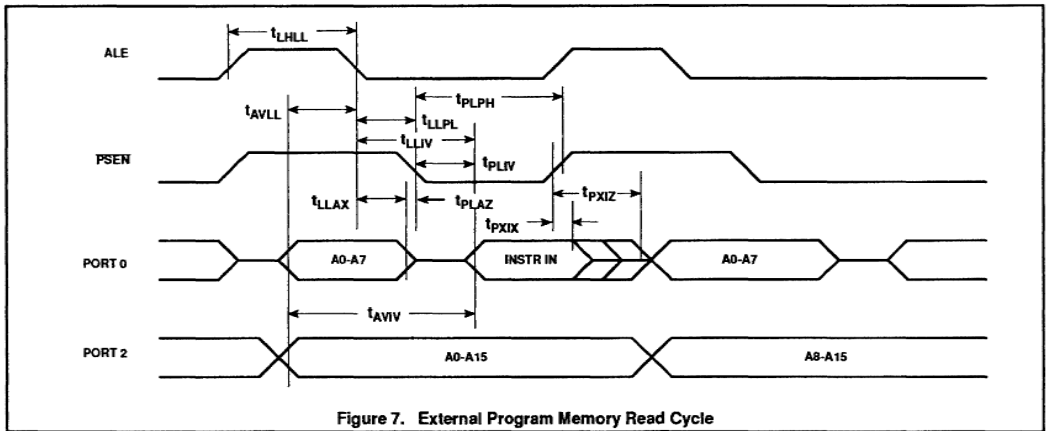 ALE
tLHLL
tAVLL
tPLPH
tLLPL
tLLIV
PSEN
tPLIV
tLLAX
tPLAZ
tPXIZ
tPXIX
PORT 0
A0-A7
INSTR IN
A0-A7
tAVIV
PORT 2
A0-A15
A8-A15
Figure 7. External Program Memory Read Cycle